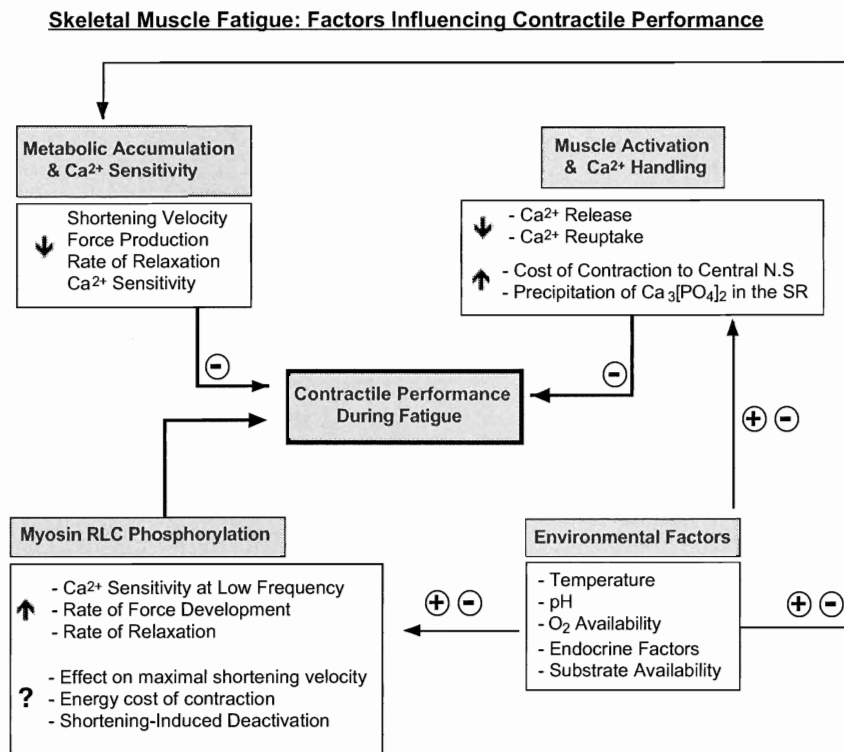 Skeletal Muscle Fatigue: Factors Influencing Contractile Performance
Metabolic Accumulation
& Ca²⁺ Sensitivity
Shortening Velocity
Force Production
Rate of Relaxation
Ca²⁺ Sensitivity
Muscle Activation
& Ca²⁺ Handling
- Ca²⁺ Release
- Ca²⁺ Reuptake
- Cost of Contraction to Central N.S
- Precipitation of Ca₃[PO₄]₂ in the SR
Contractile Performance
During Fatigue
Myosin RLC Phosphorylation
- Ca²⁺ Sensitivity at Low Frequency
- Rate of Force Development
- Rate of Relaxation
? - Effect on maximal shortening velocity
- Energy cost of contraction
- Shortening-Induced Deactivation
Environmental Factors
- Temperature
- pH
- O₂ Availability
- Endocrine Factors
- Substrate Availability